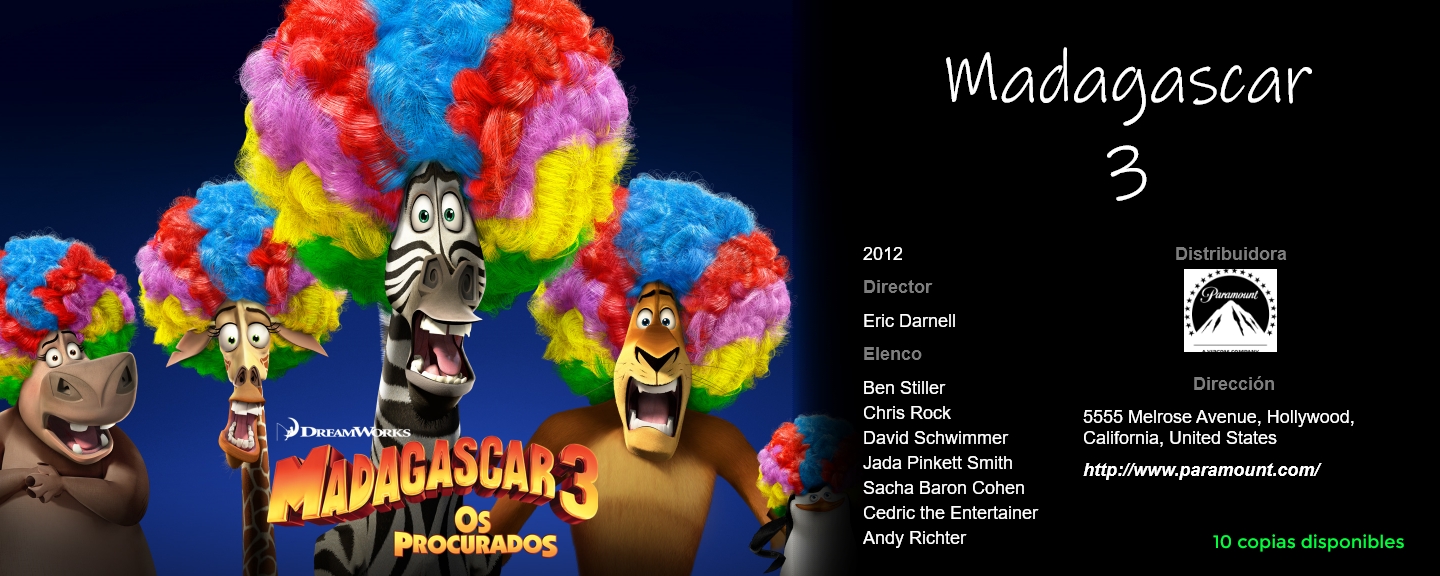 DREAMWORKS
MADAGASCAR 3
OS
PROCURADOS
Madagascar
3
2012
Director
Eric Darnell
Elenco
Ben Stiller
Chris Rock
David Schwimmer
Jada Pinkett Smith
Sacha Baron Cohen
Cedric the Entertainer
Andy Richter
Distribuidora
Paramount
Dirección
5555 Melrose Avenue, Hollywood,
California, United States
http://www.paramount.com/
10 copias disponibles